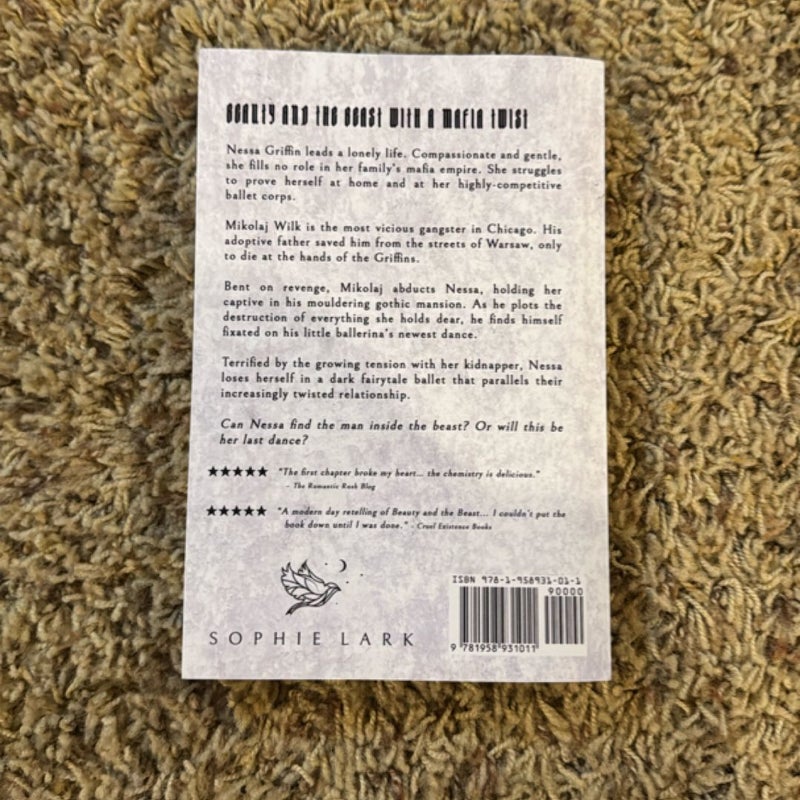 BEAUTY AND THE BEAST WITH A MAFIA TWIST
Nessa Griffin leads a lonely life. Compassionate and gentle,
she fills no role in her family's mafia empire. She struggles
to prove herself at home and at her highly-competitive
ballet corps.
Mikolaj Wilk is the most vicious gangster in Chicago. His
adoptive father saved him from the streets of Warsaw, only
to die at the hands of the Griffins.
Bent on revenge, Mikolaj abducts Nessa, holding her
captive in his mouldering gothic mansion. As he plots the
destruction of everything she holds dear, he finds himself
fixated on his little ballerina's newest dance.
Terrified by the growing tension with her kidnapper, Nessa
loses herself in a dark fairytale ballet that parallels their
increasingly twisted relationship.
Can Nessa find the man inside the beast? Or will this be
her last dance?
★★★★★ "The first chapter broke my heart... the chemistry is delicious."
- The Romantic Rush Blog
★★★★★ "A modern day retelling of Beauty and the Beast... I couldn't put the
book down until I was done." - Cruel Existence Books
SOPHIE LARK
ISBN 978-1-958931-01-1
90000
9 781958 931011